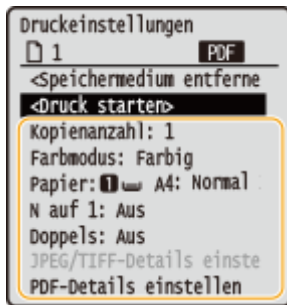 Druckeinstellungen
1 PDF
<Speichermedium entferne
<Druck starten>
Kopienanzahl: 1
Farbmodus: Farbig
Papier: 1 A4: Normal
N auf 1: Aus
Doppels: Aus
JPEG/TIFF-Details einste
PDF-Details einstellen